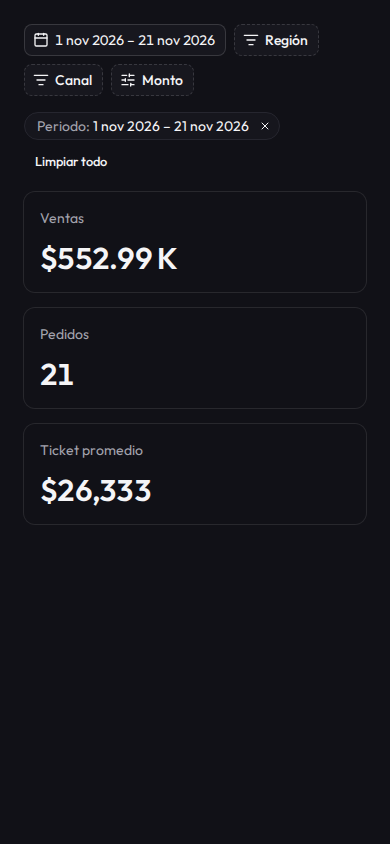 1 nov 2026 – 21 nov 2026
Región
Canal
Monto
Periodo: 1 nov 2026 – 21 nov 2026
Limpiar todo
Ventas
$552.99 K
Pedidos
21
Ticket promedio
$26,333